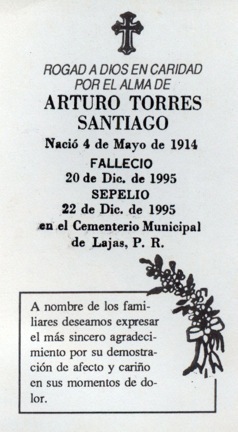 ROGAD A DIOS EN CARIDAD
POR EL ALMA DE
ARTURO TORRES
SANTIAGO
Nació 4 de Mayo de 1914
FALLECIO
20 de Dic. de 1995
SEPELIO
22 de Dic. de 1995
en el Cementerio Municipal
de Lajas, P. R.
A nombre de los fami-
liares deseamos expresar
el más sincero agradeci-
miento por su demostra-
ción de afecto y cariño
en sus momentos de do-
lor.